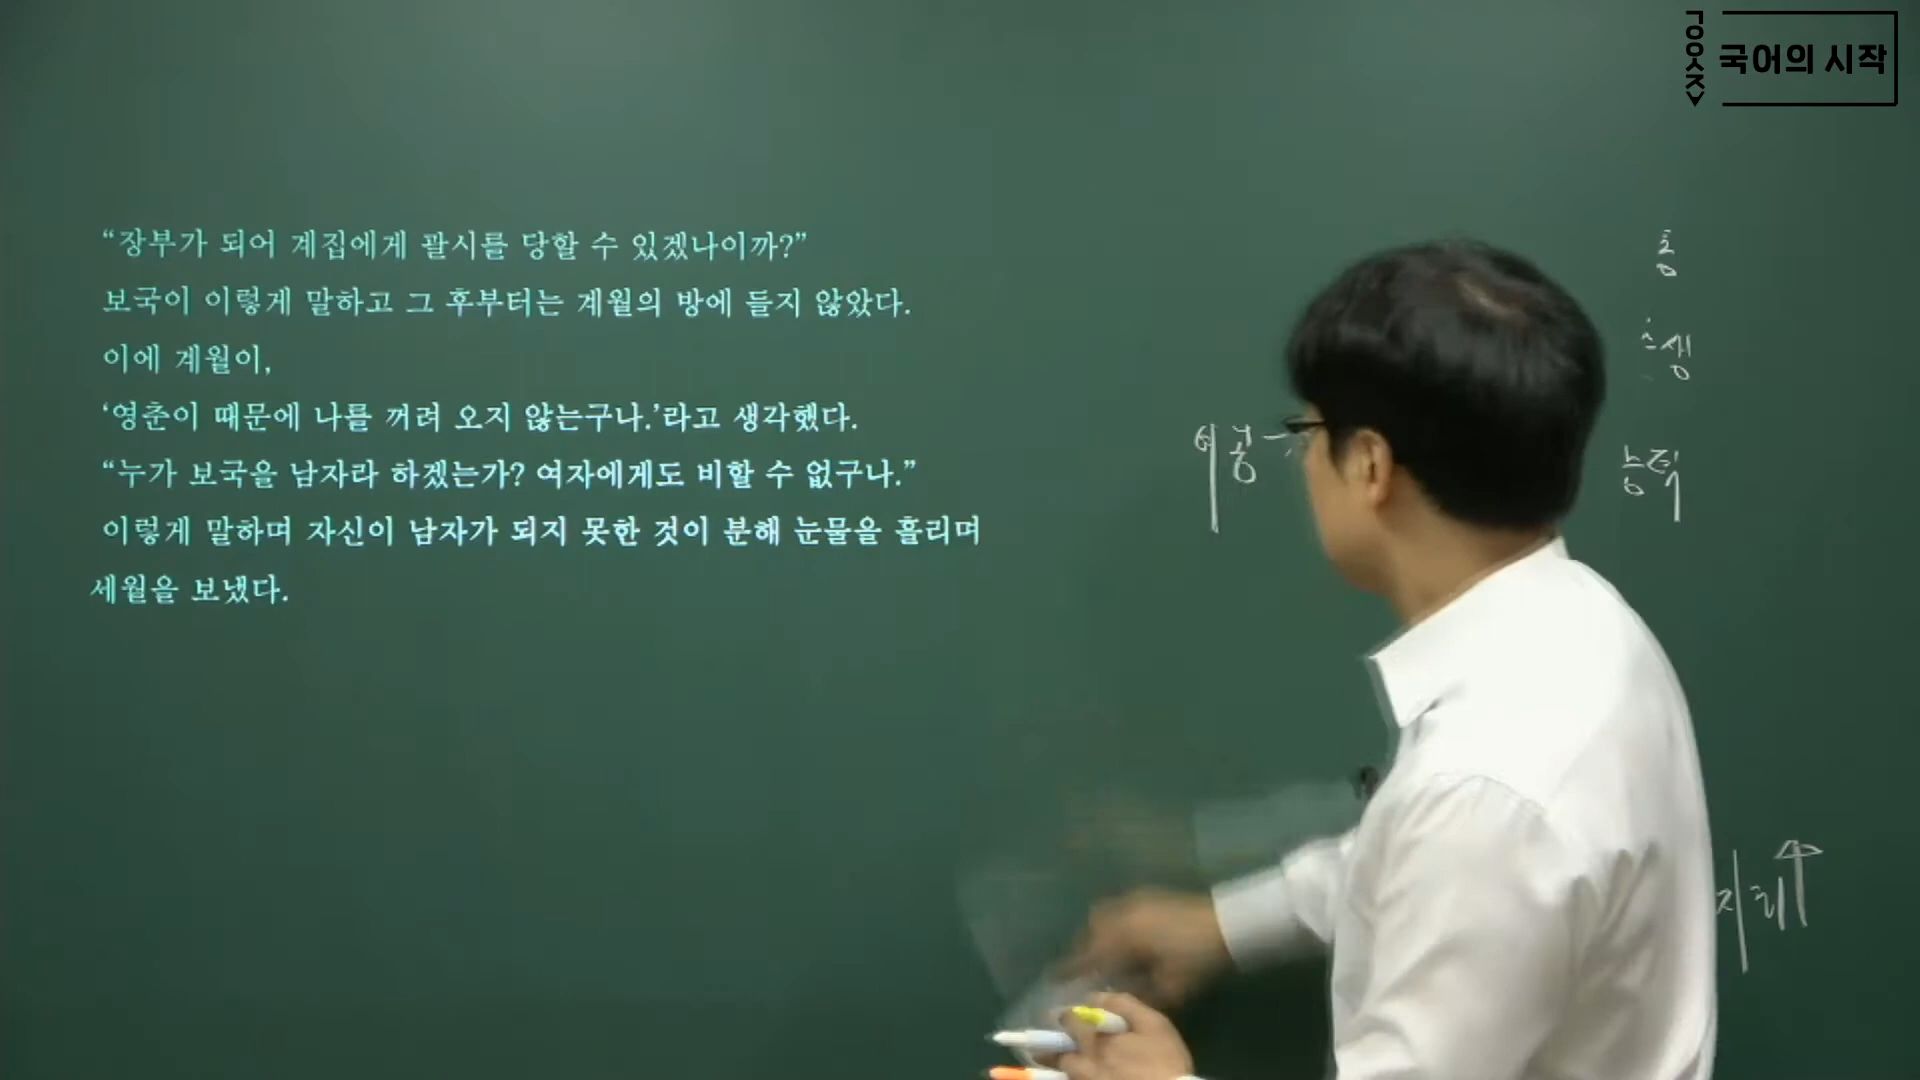 국어의 시작
“장부가 되어 계집에게 괄시를 당할 수 있겠나이까?”
보국이 이렇게 말하고 그 후부터는 계월의 방에 들지 않았다.
이에 계월이,
‘영춘이 때문에 나를 꺼려 오지 않는구나.’라고 생각했다.
“누가 보국을 남자라 하겠는가? 여자에게도 비할 수 없구나.”
이렇게 말하며 자신이 남자가 되지 못한 것이 분해 눈물을 흘리며
세월을 보냈다.
능력